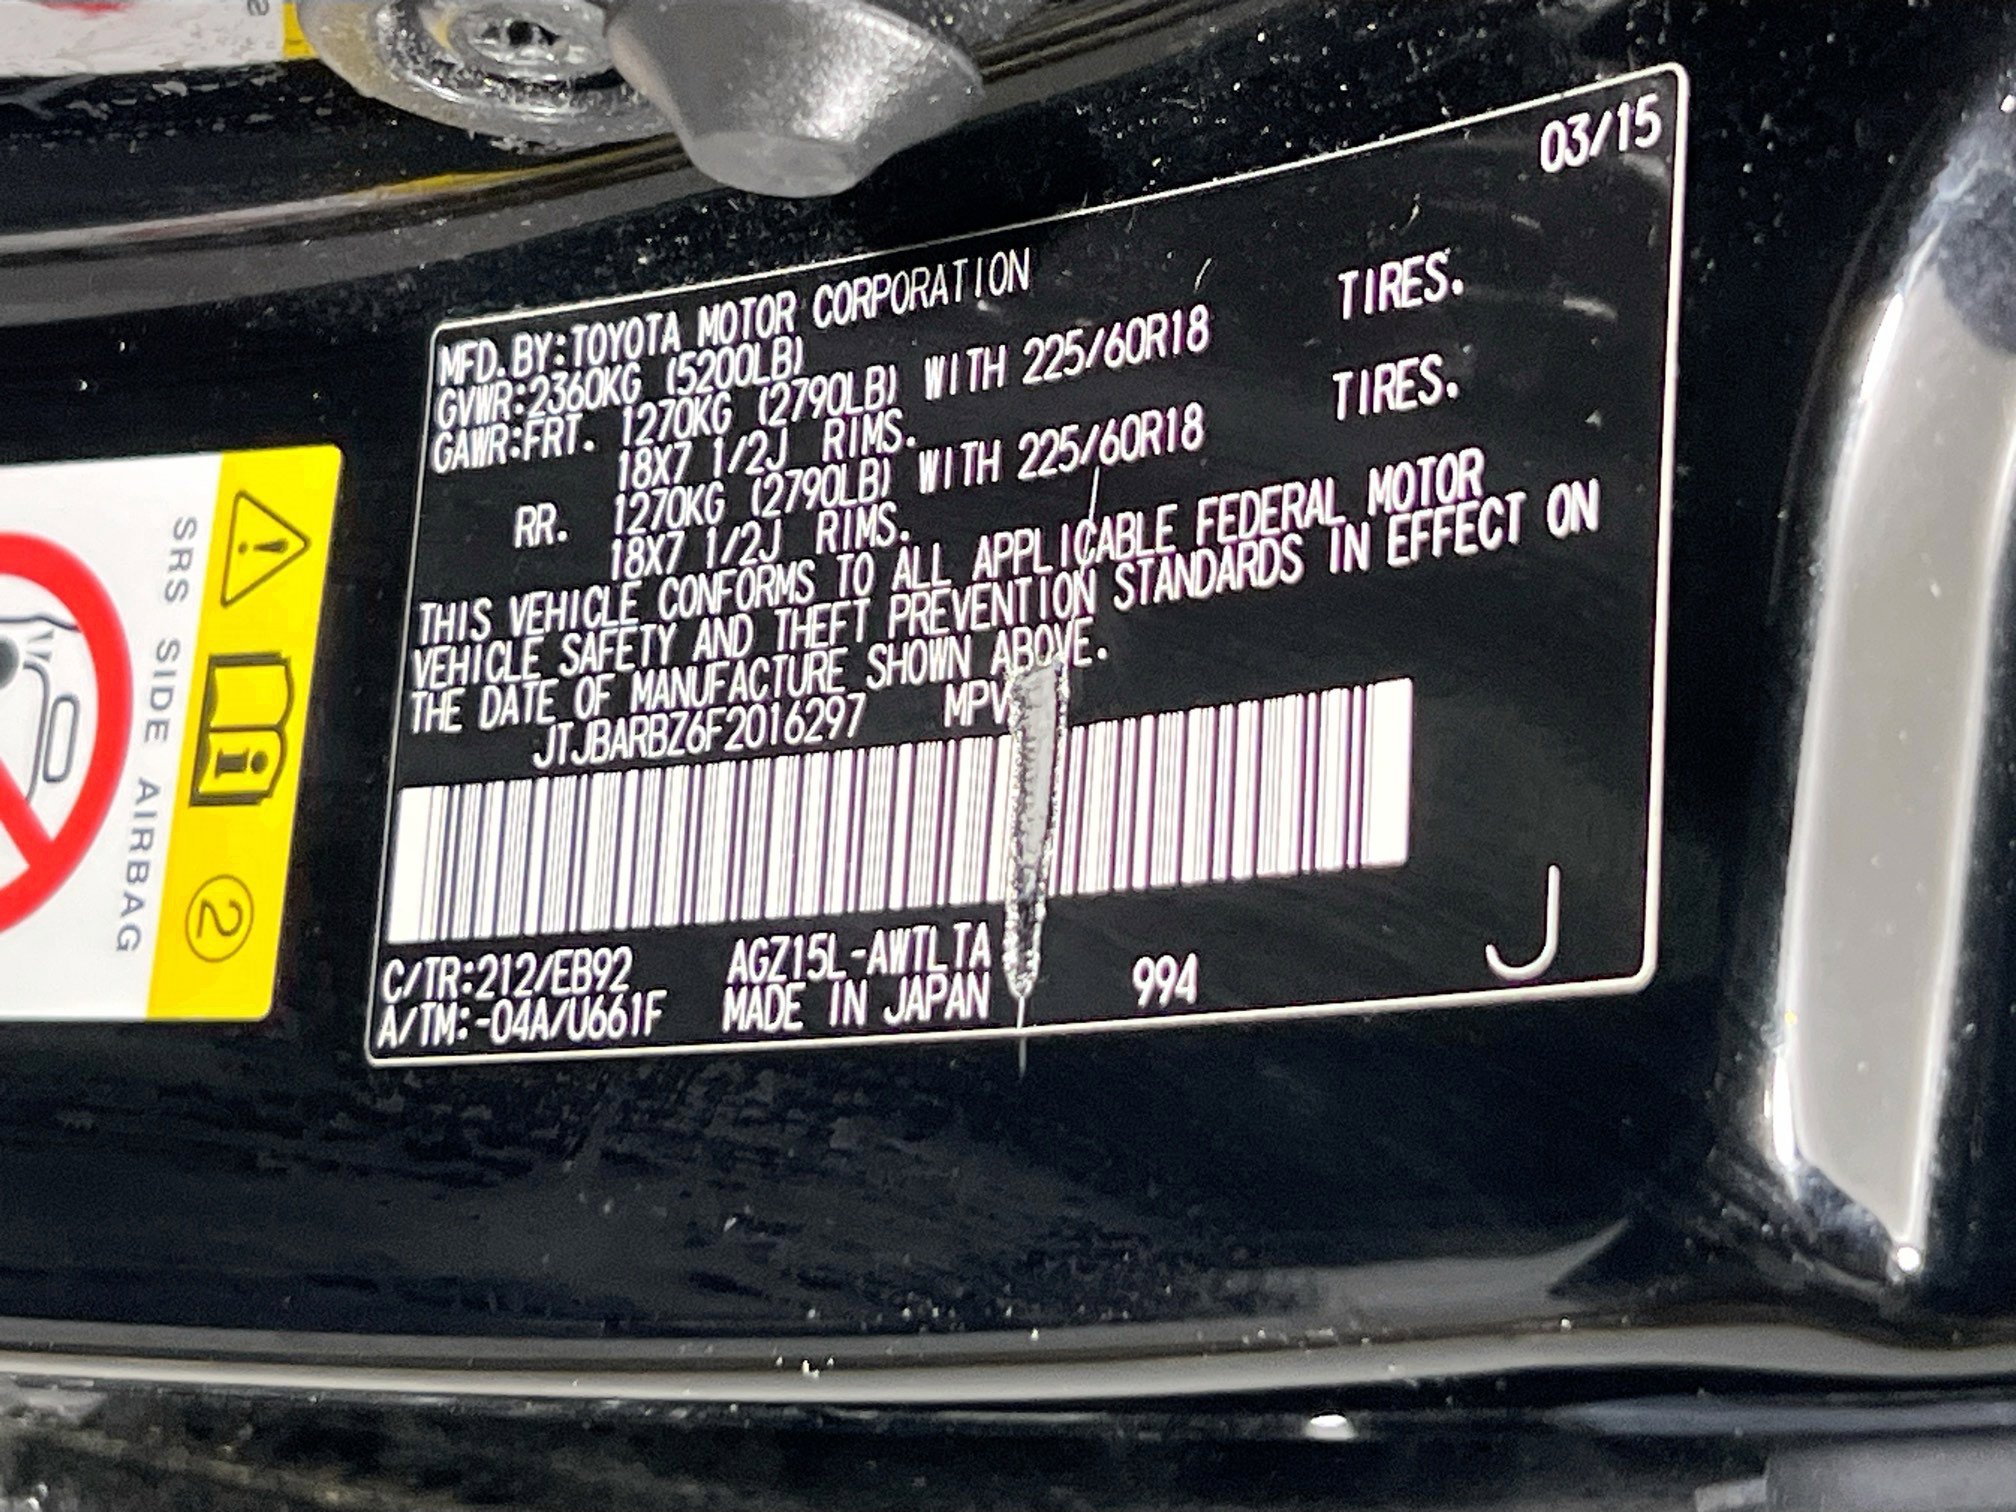 03/15
MFD.BY:TOYOTA MOTOR CORPORATION
GVWR:2360KG (5200LB)
GAWR:FRT. 1270KG (2790LB) WITH 225/60R18 TIRES.
18X7 1/2J RIMS.
RR. 1270KG (2790LB) WITH 225/60R18 TIRES.
18X7 1/2J RIMS.
THIS VEHICLE CONFORMS TO ALL APPLICABLE FEDERAL MOTOR
VEHICLE SAFETY AND THEFT PREVENTION STANDARDS IN EFFECT ON
THE DATE OF MANUFACTURE SHOWN ABOVE.
JTJBARBZ6F2016297 MPV
C/TR:212/EB92 AGZ15L-AWTLTA
A/TM:-04A/U661F MADE IN JAPAN 994
J
SRS SIDE AIRBAG
2